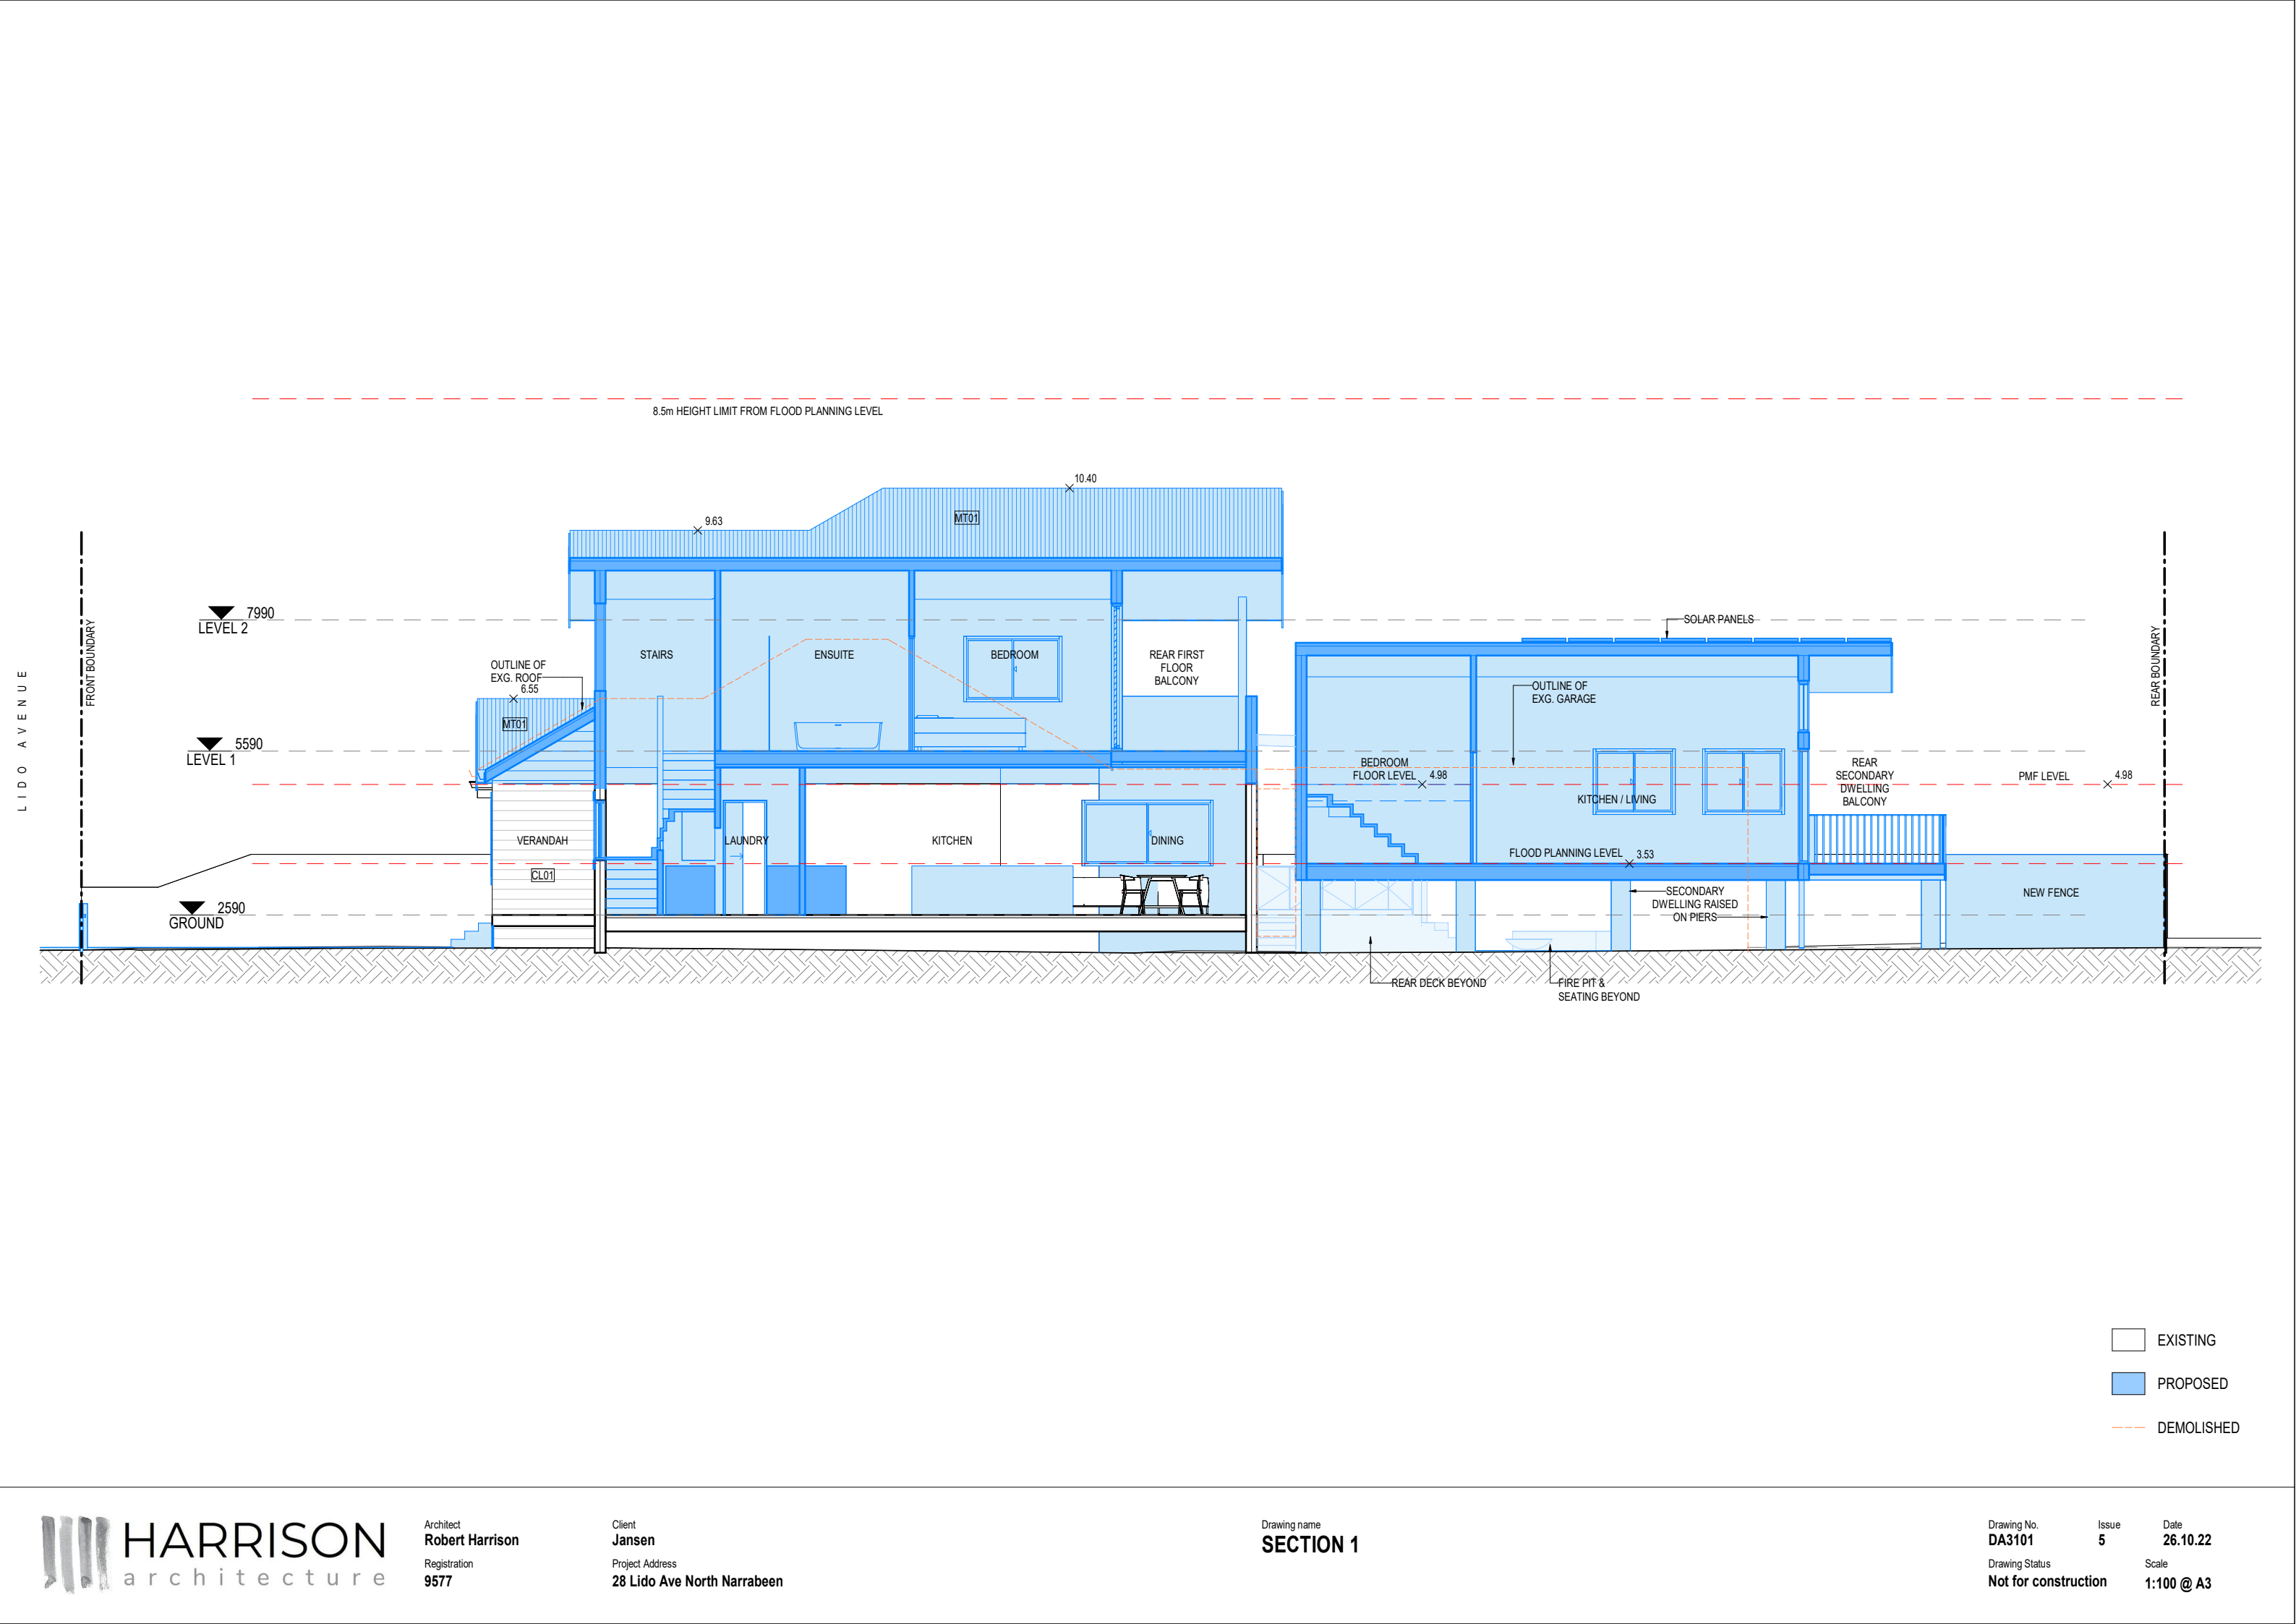 8.5m HEIGHT LIMIT FROM FLOOD PLANNING LEVEL
10.40
MT01
9.63
7990
LEVEL 2
FRONT BOUNDARY
LIDO AVENUE
OUTLINE OF
EXG. ROOF
6.55
MT01
5590
LEVEL 1
STAIRS
ENSUITE
BEDROOM
REAR FIRST
FLOOR
BALCONY
SOLAR PANELS
OUTLINE OF
EXG. GARAGE
REAR BOUNDARY
BEDROOM
FLOOR LEVEL 4.98
KITCHEN / LIVING
REAR
SECONDARY
DWELLING
BALCONY
PMF LEVEL 4.98
VERANDAH
LAUNDRY
KITCHEN
DINING
FLOOD PLANNING LEVEL 3.53
CL01
2590
GROUND
SECONDARY
DWELLING RAISED
ON PIERS
NEW FENCE
REAR DECK BEYOND
FIRE PIT &
SEATING BEYOND
EXISTING
PROPOSED
DEMOLISHED
HARRISON
architecture
Architect
Robert Harrison
Registration
9577
Client
Jansen
Project Address
28 Lido Ave North Narrabeen
Drawing name
SECTION 1
Drawing No.
DA3101
Issue
5
Date
26.10.22
Drawing Status
Not for construction
Scale
1:100 @ A3